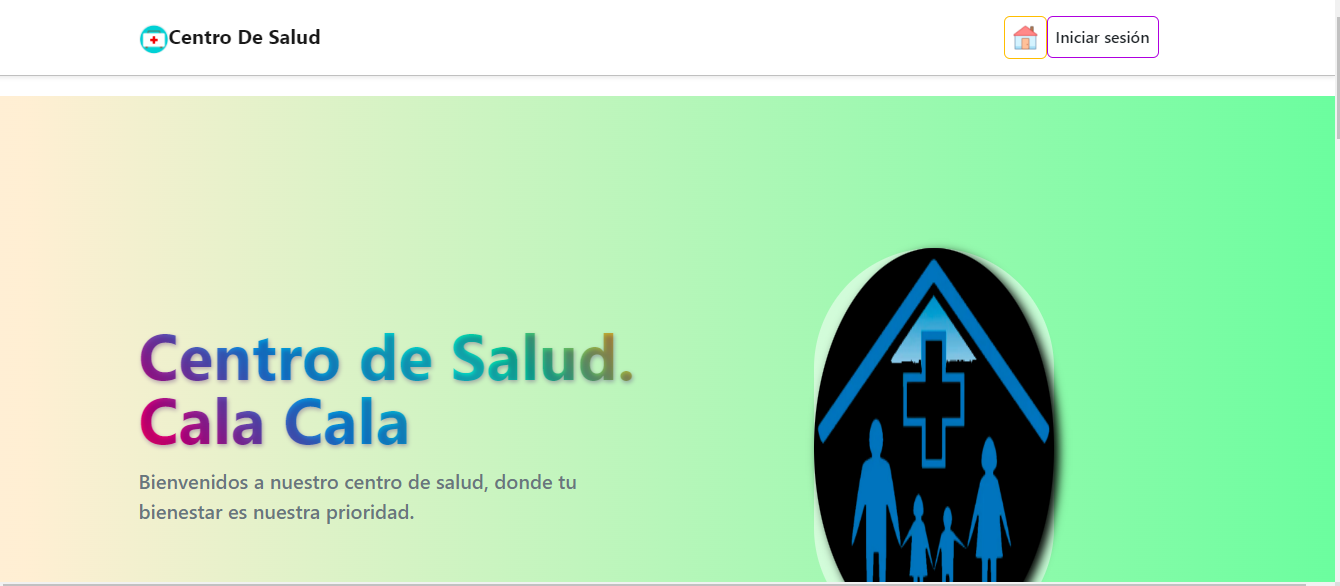 Centro De Salud
Iniciar sesión
Centro de Salud.
Cala Cala
Bienvenidos a nuestro centro de salud, donde tu
bienestar es nuestra prioridad.